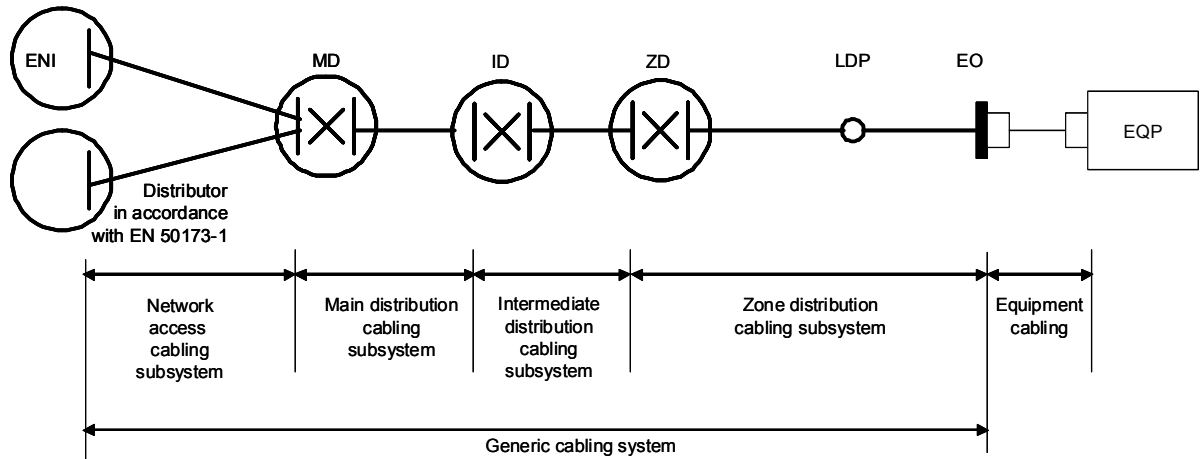 ENI
MD
ID
ZD
LDP
EO
EQP
Distributor
in accordance
with EN 50173-1
Network
access
cabling
subsystem
Main distribution
cabling
subsystem
Intermediate
distribution
cabling
subsystem
Zone distribution
cabling subsystem
Equipment
cabling
Generic cabling system